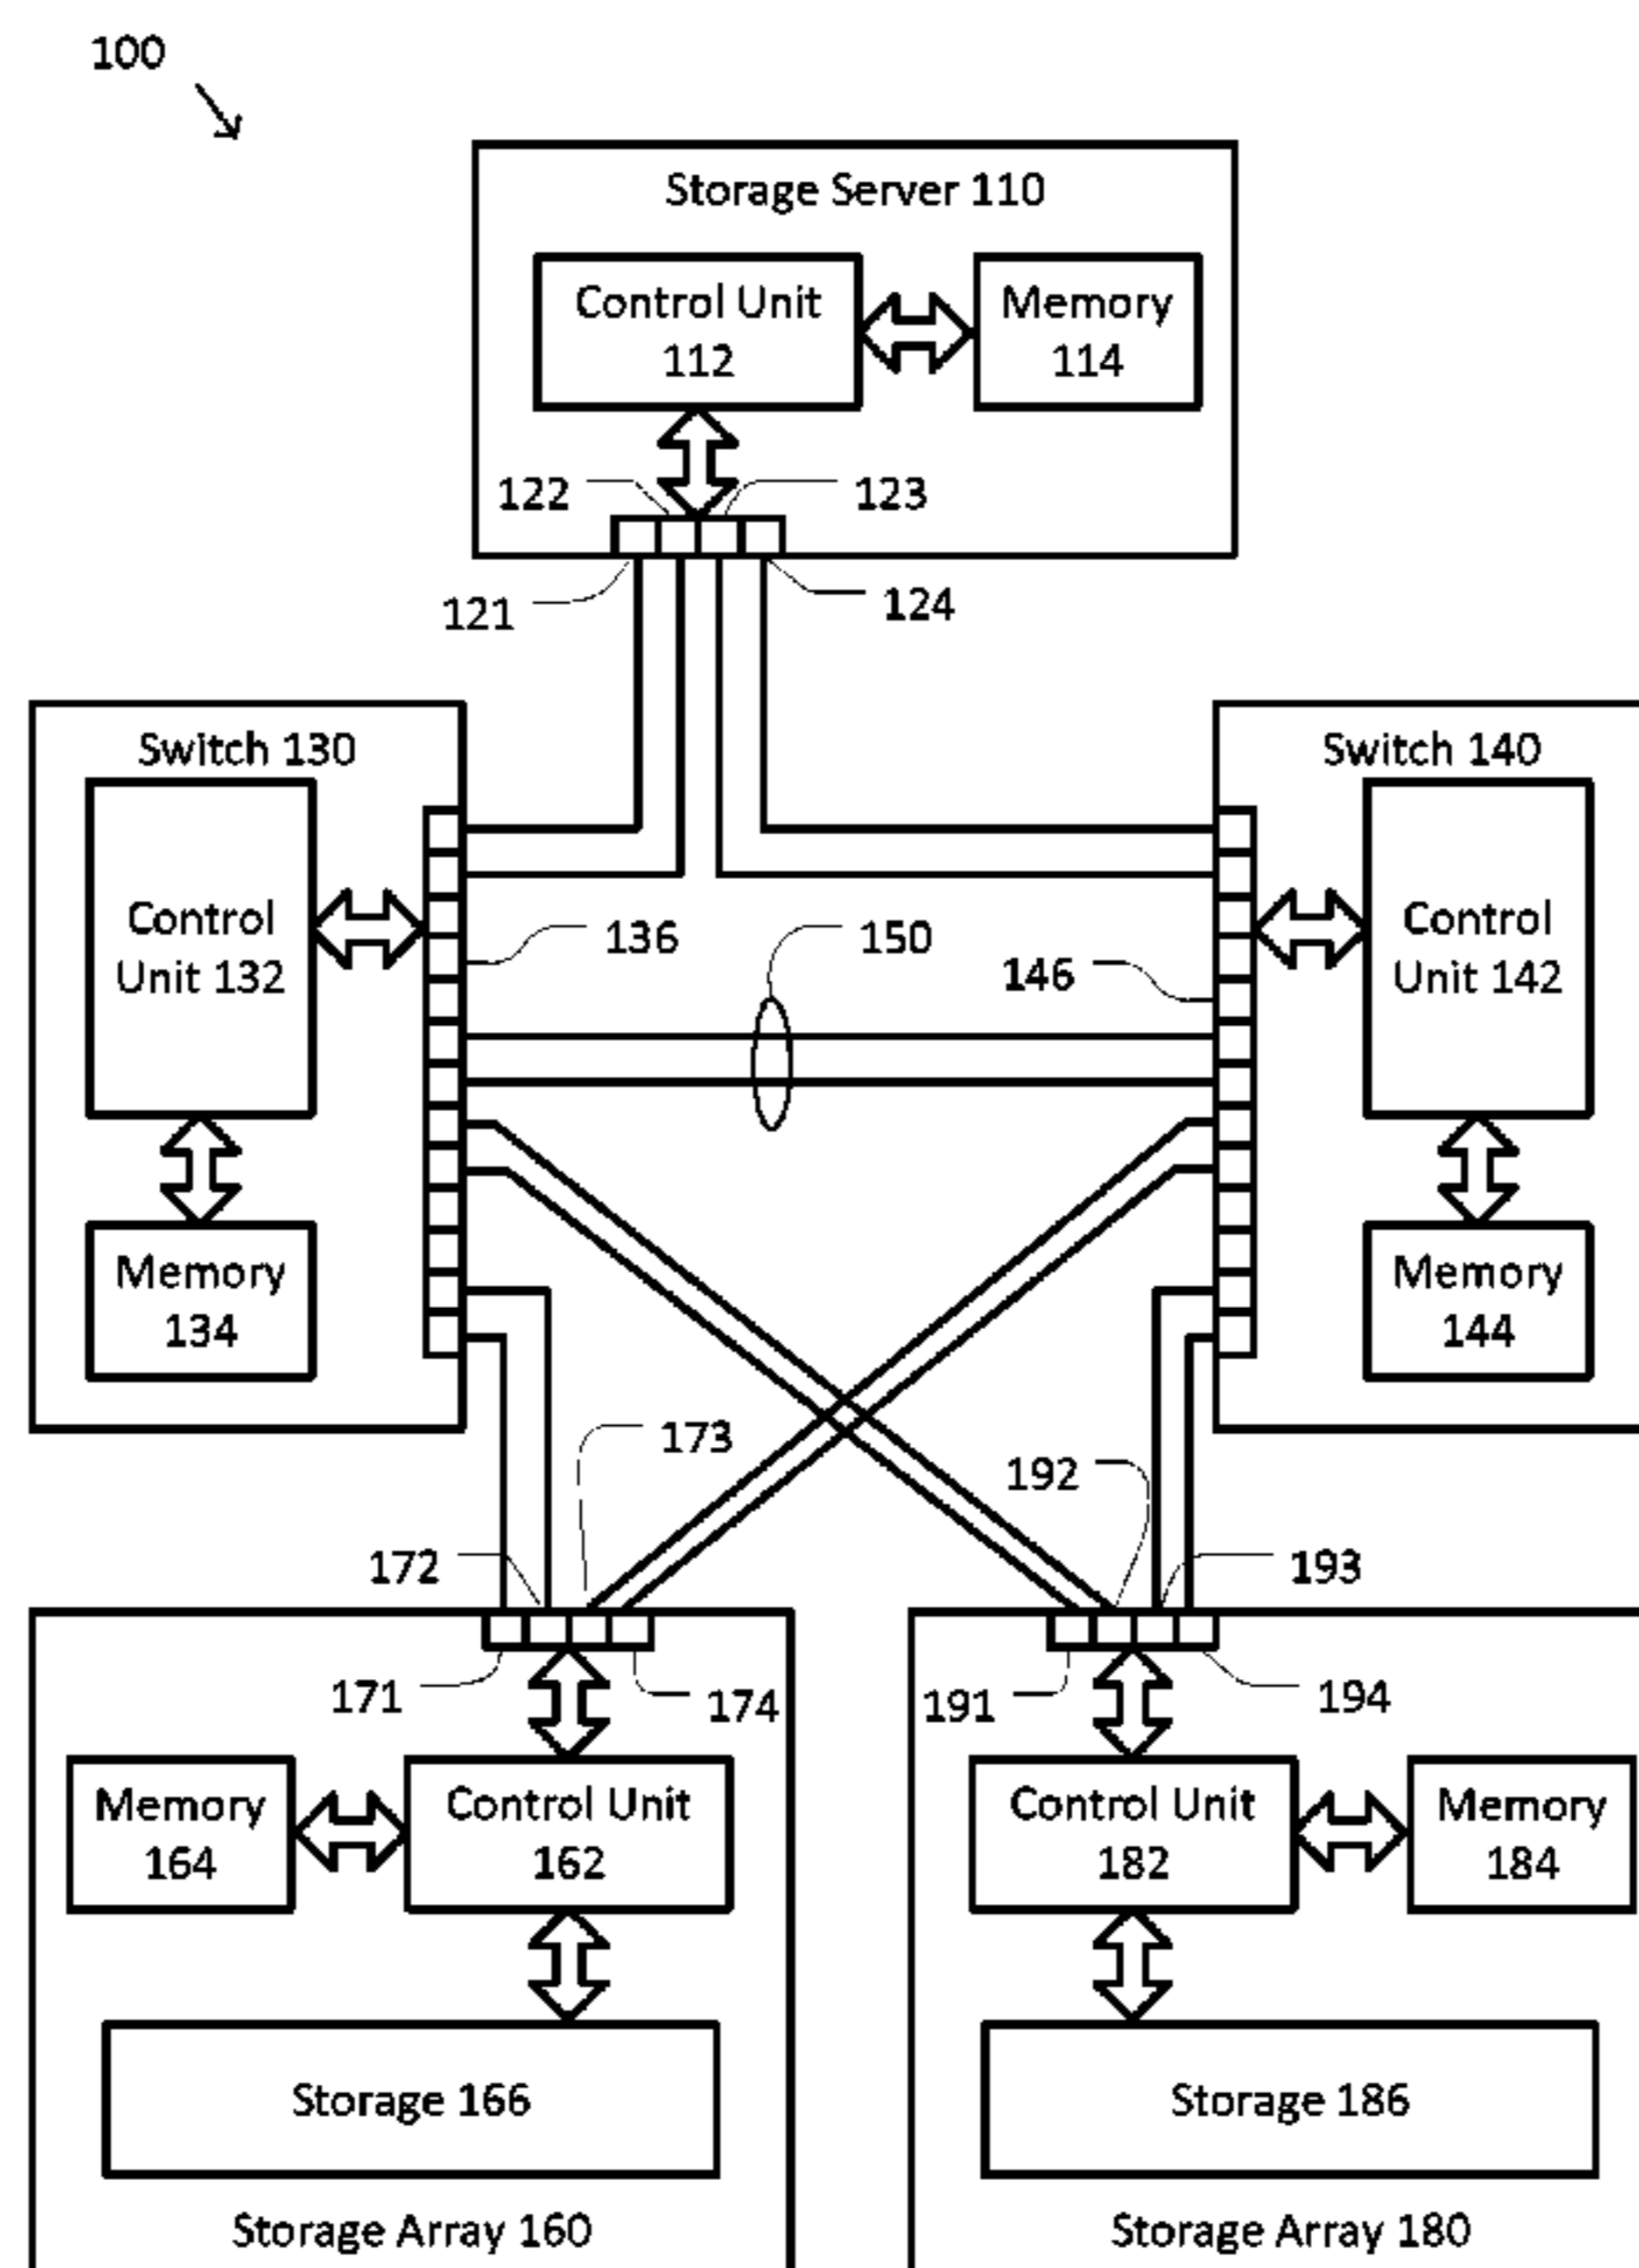 100
Storage Server 110
Control Unit
112
Memory
114
122
123
121
124
Switch 130
Control
Unit 132
Memory
134
136
150
146
Switch 140
Control
Unit 142
Memory
144
173
192
172
193
171
174
191
194
Memory
164
Control Unit
162
Storage 166
Storage Array 160
Control Unit
182
Memory
184
Storage 186
Storage Array 180